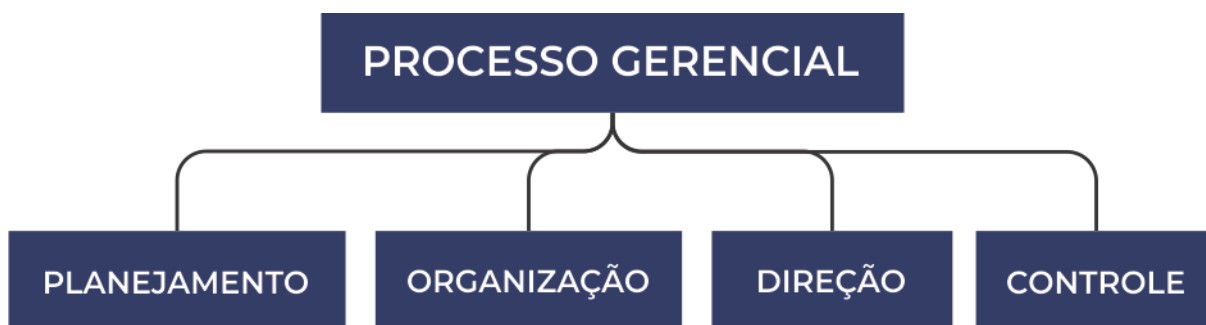 PROCESSO GERENCIAL
PLANEJAMENTO
ORGANIZAÇÃO
DIREÇÃO
CONTROLE